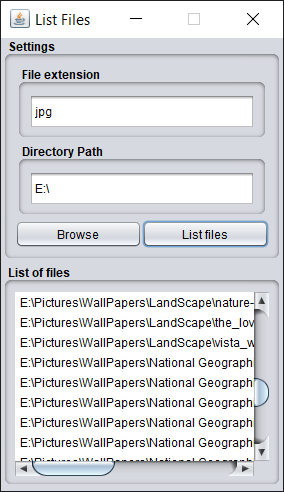 List Files
Settings
File extension
jpg
Directory Path
E:\
Browse
List files
List of files
E:\Pictures\WallPapers\LandScape\nature-
E:\Pictures\WallPapers\LandScape\the_lov
E:\Pictures\WallPapers\LandScape\vista_w
E:\Pictures\WallPapers\National Geograph
E:\Pictures\WallPapers\National Geograph
E:\Pictures\WallPapers\National Geograph
E:\Pictures\WallPapers\National Geograph
E:\Pictures\WallPapers\National Geograph
E:\Pictures\WallPapers\National Geograph